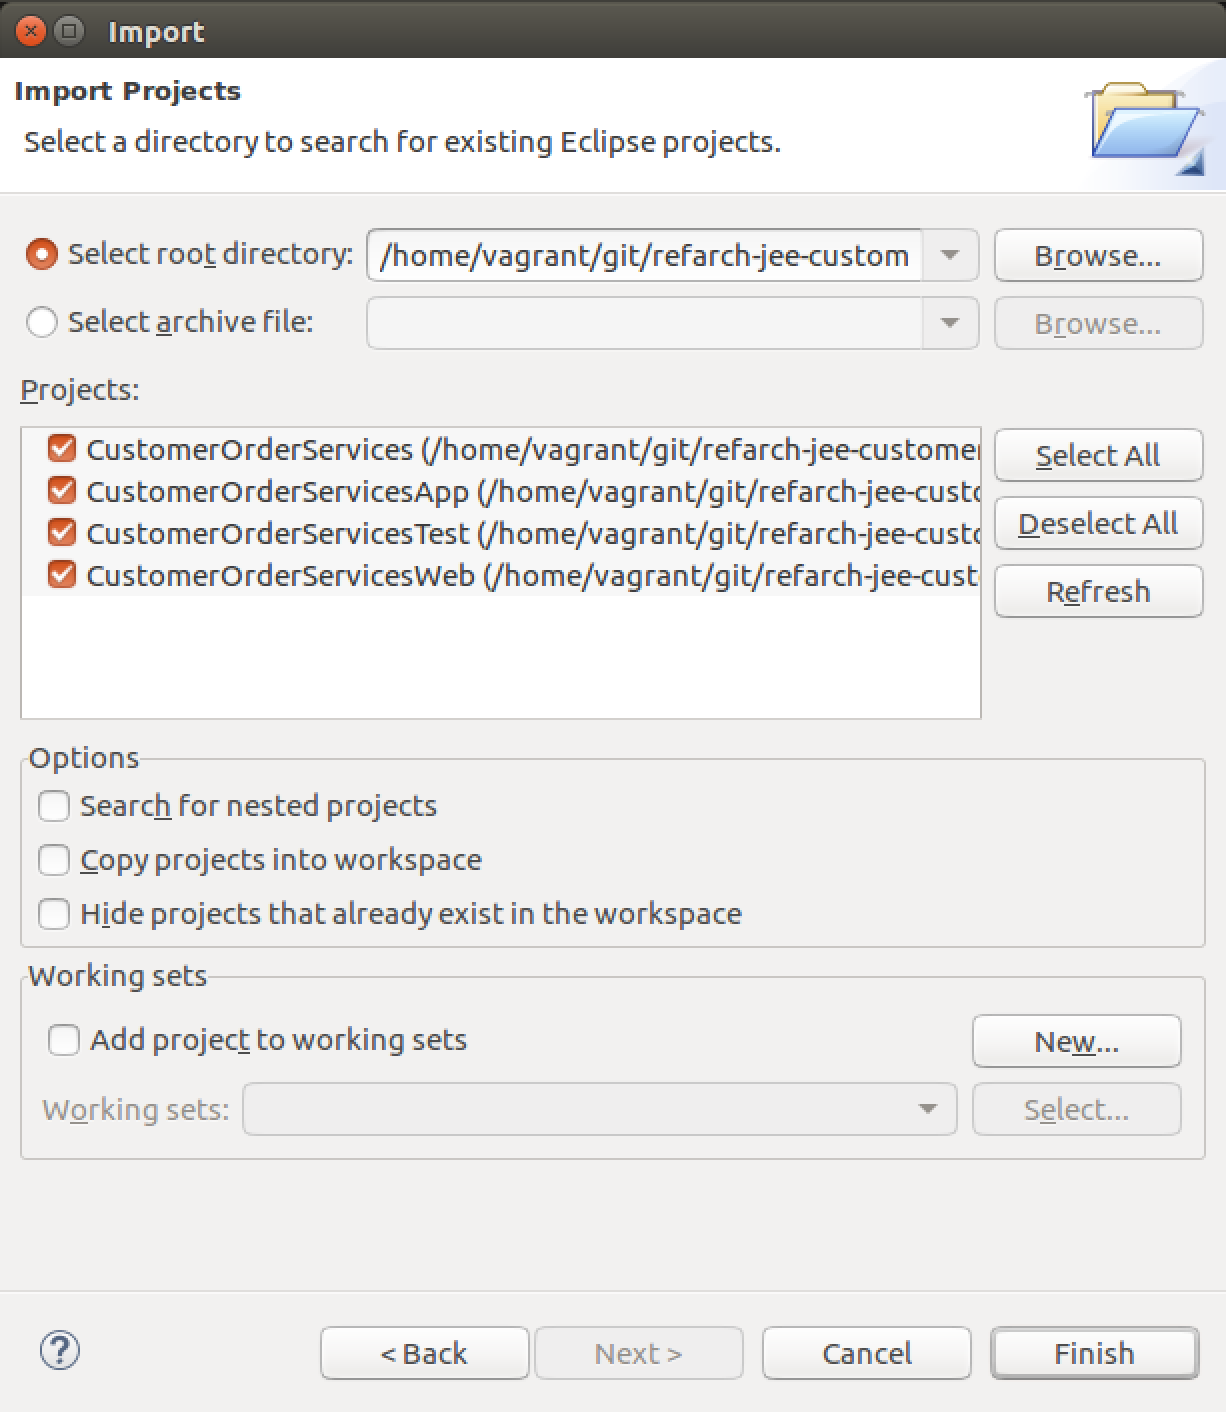 Import
Import Projects
Select a directory to search for existing Eclipse projects.
Select root directory: /home/vagrant/git/refarch-jee-custom Browse...
Select archive file: Browse...
Projects:
CustomerOrderServices (/home/vagrant/git/refarch-jee-customer Select All
CustomerOrderServicesApp (/home/vagrant/git/refarch-jee-custo
CustomerOrderServicesTest (/home/vagrant/git/refarch-jee-custo Deselect All
CustomerOrderServicesWeb (/home/vagrant/git/refarch-jee-cust
Refresh
Options
Search for nested projects
Copy projects into workspace
Hide projects that already exist in the workspace
Working sets
Add project to working sets New...
Working sets: Select...
? < Back Next > Cancel Finish